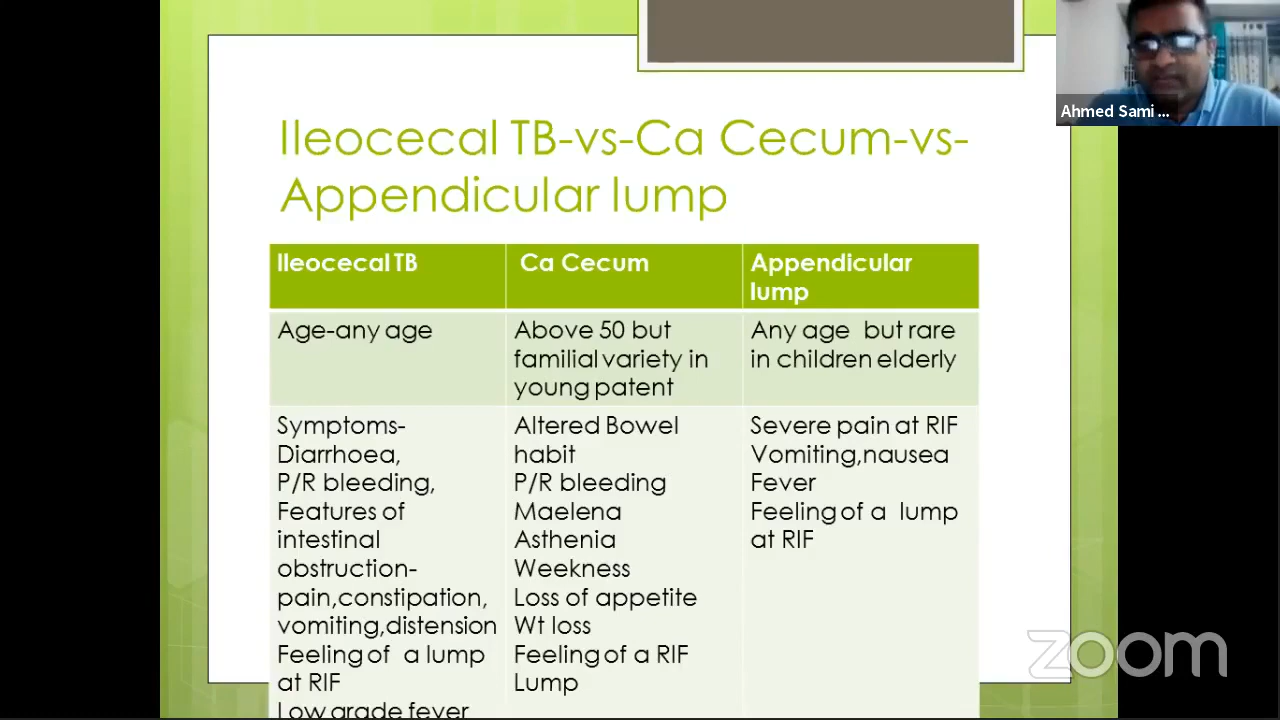 Ahmed Sami ...
Ileocecal TB-vs-Ca Cecum-vs-
Appendicular lump
Ileocecal TB
Ca Cecum
Appendicular
lump
Age-any age
Above 50 but
familial variety in
young patent
Any age but rare
in children elderly
Symptoms-
Diarrhoea,
P/R bleeding,
Features of
intestinal
obstruction-
pain,constipation,
vomiting,distension
Feeling of a lump
at RIF
Low grade fever
Altered Bowel
habit
P/R bleeding
Maelena
Asthenia
Weekness
Loss of appetite
Wt loss
Feeling of a RIF
Lump
Severe pain at RIF
Vomiting,nausea
Fever
Feeling of a lump
at RIF
zoom